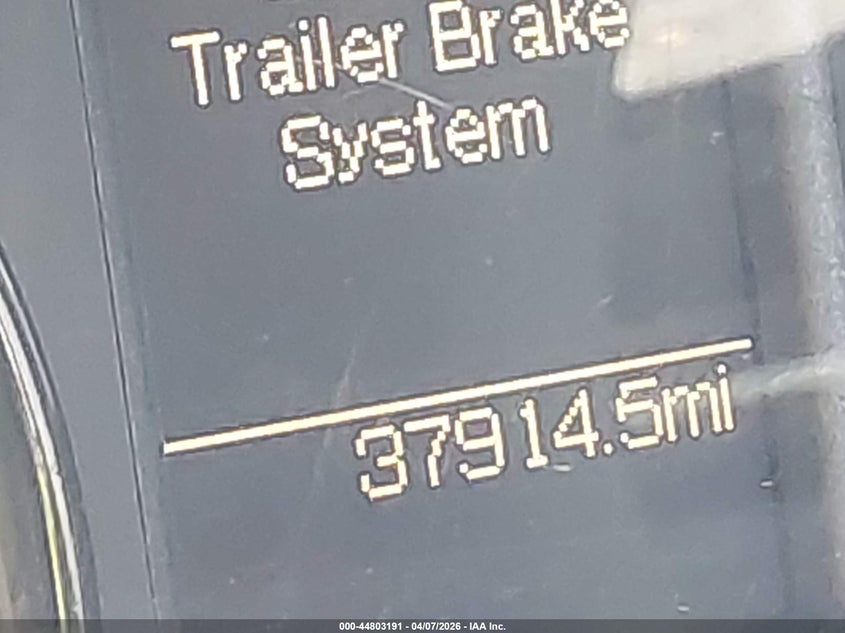 Trailer Brake
System
37914.5mi
000-44803191 - 04/07/2026 - IAA Inc.